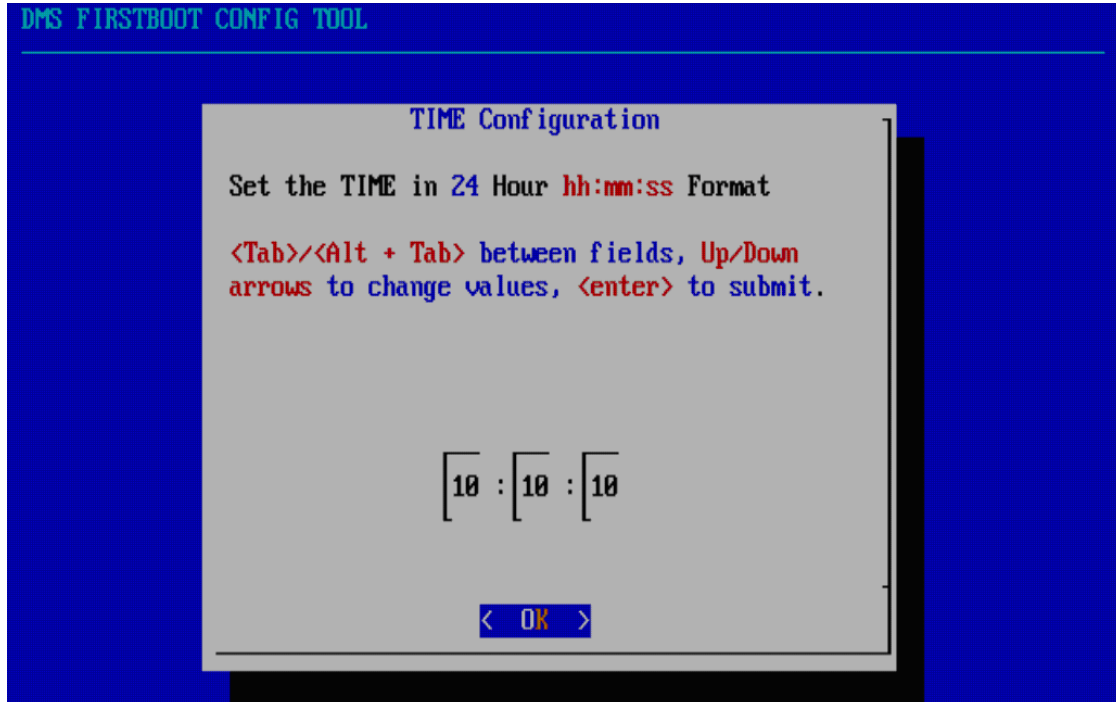 DMS FIRSTBOOT CONFIG TOOL
TIME Configuration
Set the TIME in 24 Hour hh:mm:ss Format
<Tab>/<Alt + Tab> between fields, Up/Down
arrows to change values, <enter> to submit.
10 : 10 : 10
< OK >